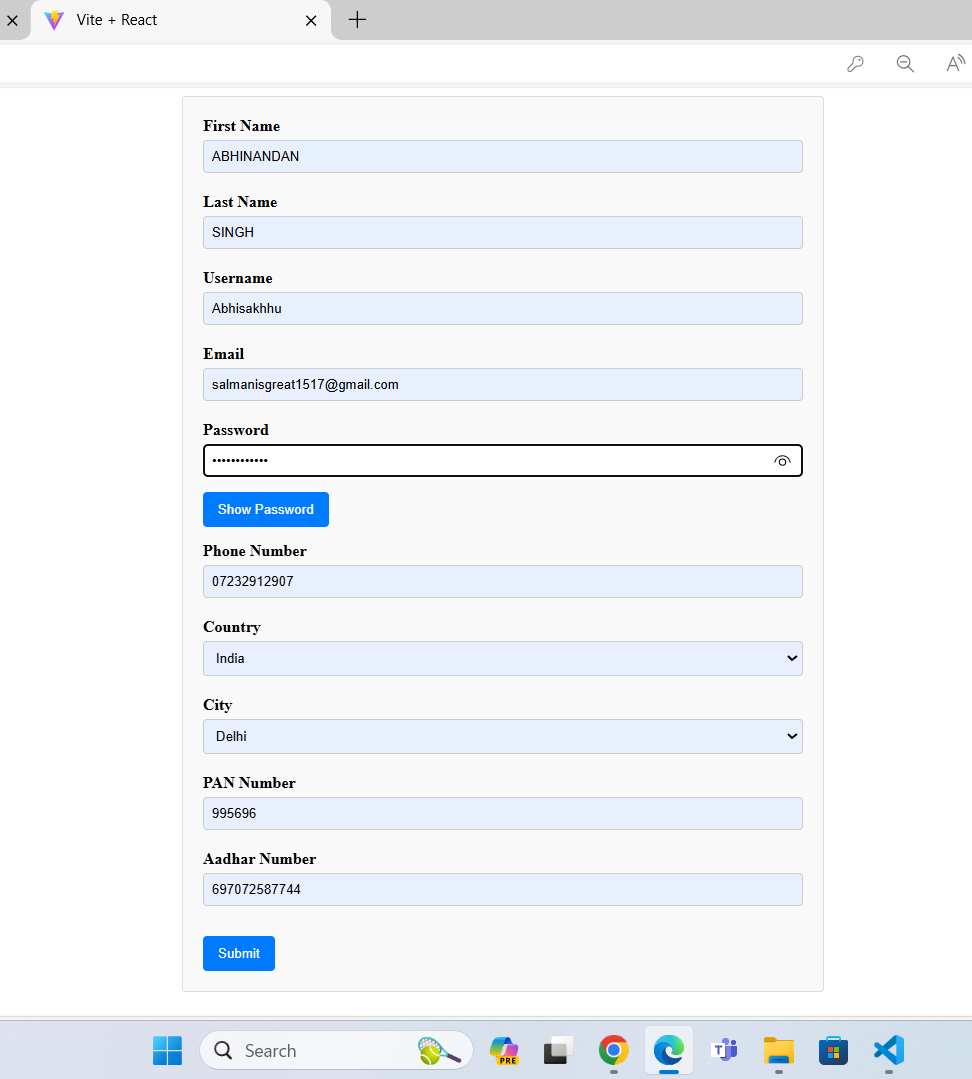 Vite + React
First Name
ABHINANDAN
Last Name
SINGH
Username
Abhisakhhu
Email
salmanisgreat1517@gmail.com
Password
••••••••••••
Show Password
Phone Number
07232912907
Country
India
City
Delhi
PAN Number
995696
Aadhar Number
697072587744
Submit
Search
PRE